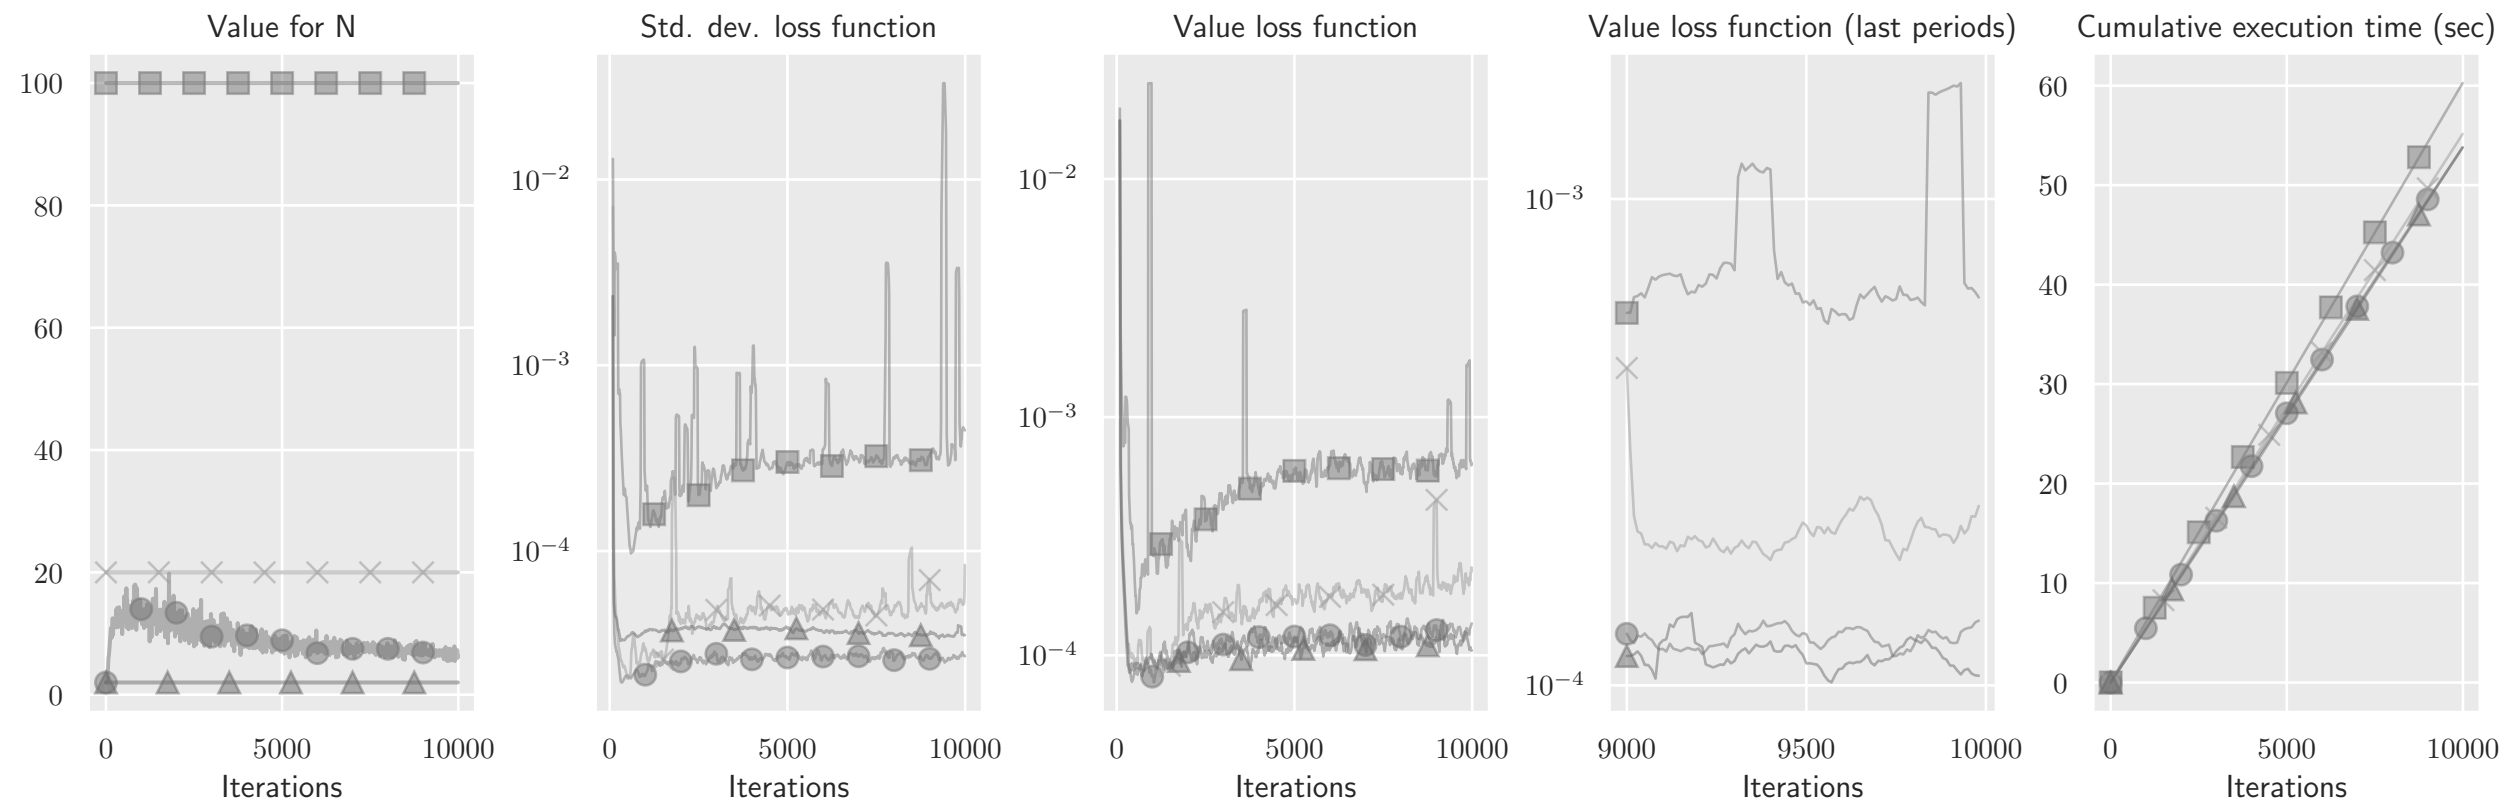 Value for N
100
80
60
40
20
0
0 5000 10000
Iterations
Std. dev. loss function
10⁻²
10⁻³
10⁻⁴
0 5000 10000
Iterations
Value loss function
10⁻²
10⁻³
10⁻⁴
0 5000 10000
Iterations
Value loss function (last periods)
10⁻³
10⁻⁴
9000 9500 10000
Iterations
Cumulative execution time (sec)
60
50
40
30
20
10
0
0 5000 10000
Iterations